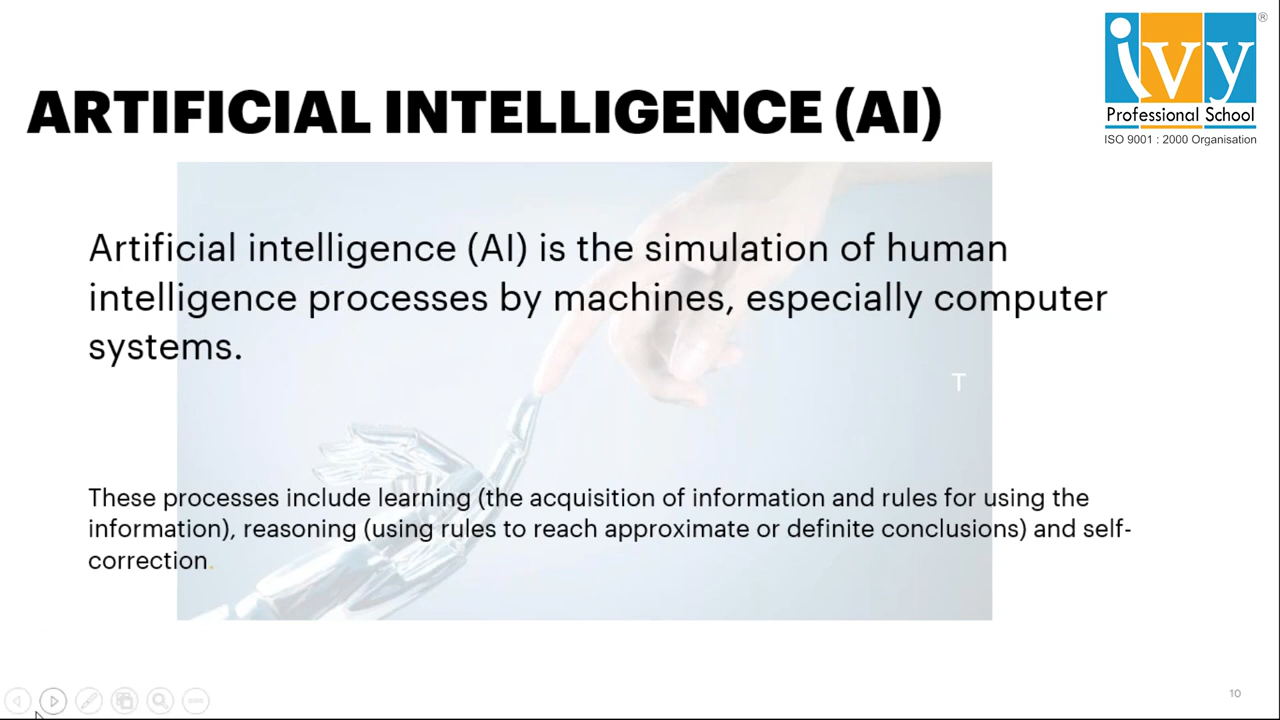 ivy
®
Professional School
ISO 9001 : 2000 Organisation
ARTIFICIAL INTELLIGENCE (AI)
Artificial intelligence (AI) is the simulation of human
intelligence processes by machines, especially computer
systems.
T
These processes include learning (the acquisition of information and rules for using the
information), reasoning (using rules to reach approximate or definite conclusions) and self-
correction.
10